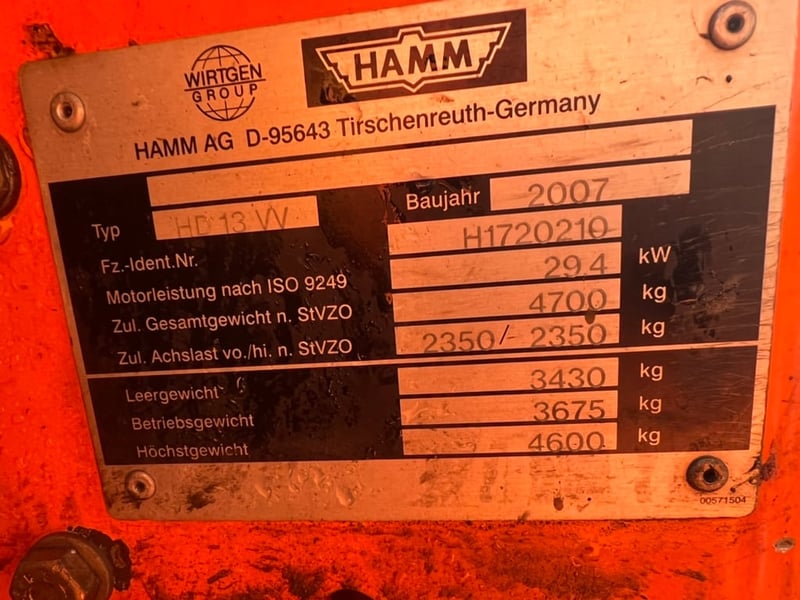 WIRTGEN
GROUP
HAMM
HAMM AG D-95643 Tirschenreuth-Germany
Typ HD 13 VV Baujahr 2007
Fz.-Ident.Nr. H1720210
Motorleistung nach ISO 9249 29.4 kW
Zul. Gesamtgewicht n. StVZO 4700 kg
Zul. Achslast vo./hi. n. StVZO 2350 / 2350 kg
Leergewicht 3430 kg
Betriebsgewicht 3675 kg
Höchstgewicht 4600 kg
00571504